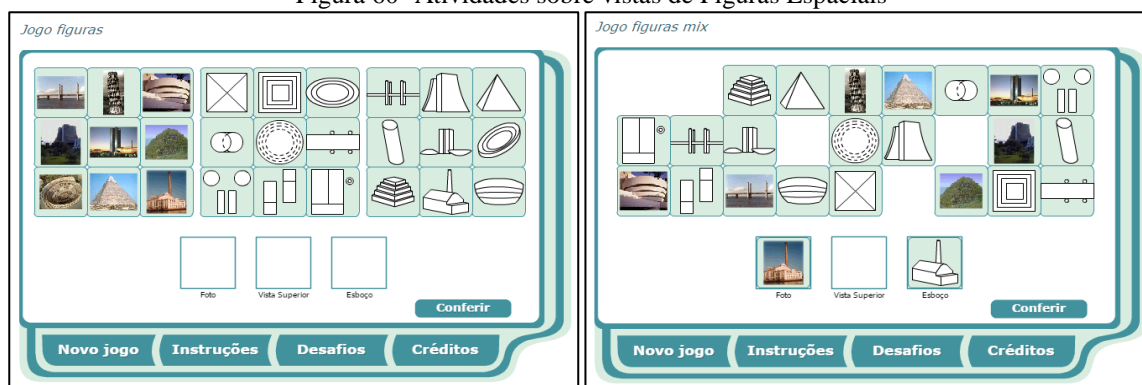 Figura 60- Atividades sobre vistas de Figuras Espaciais
Jogo figuras
Foto
Vista Superior
Esboço
Conferir
Novo jogo
Instruções
Desafios
Créditos
Jogo figuras mix
Foto
Vista Superior
Esboço
Conferir
Novo jogo
Instruções
Desafios
Créditos